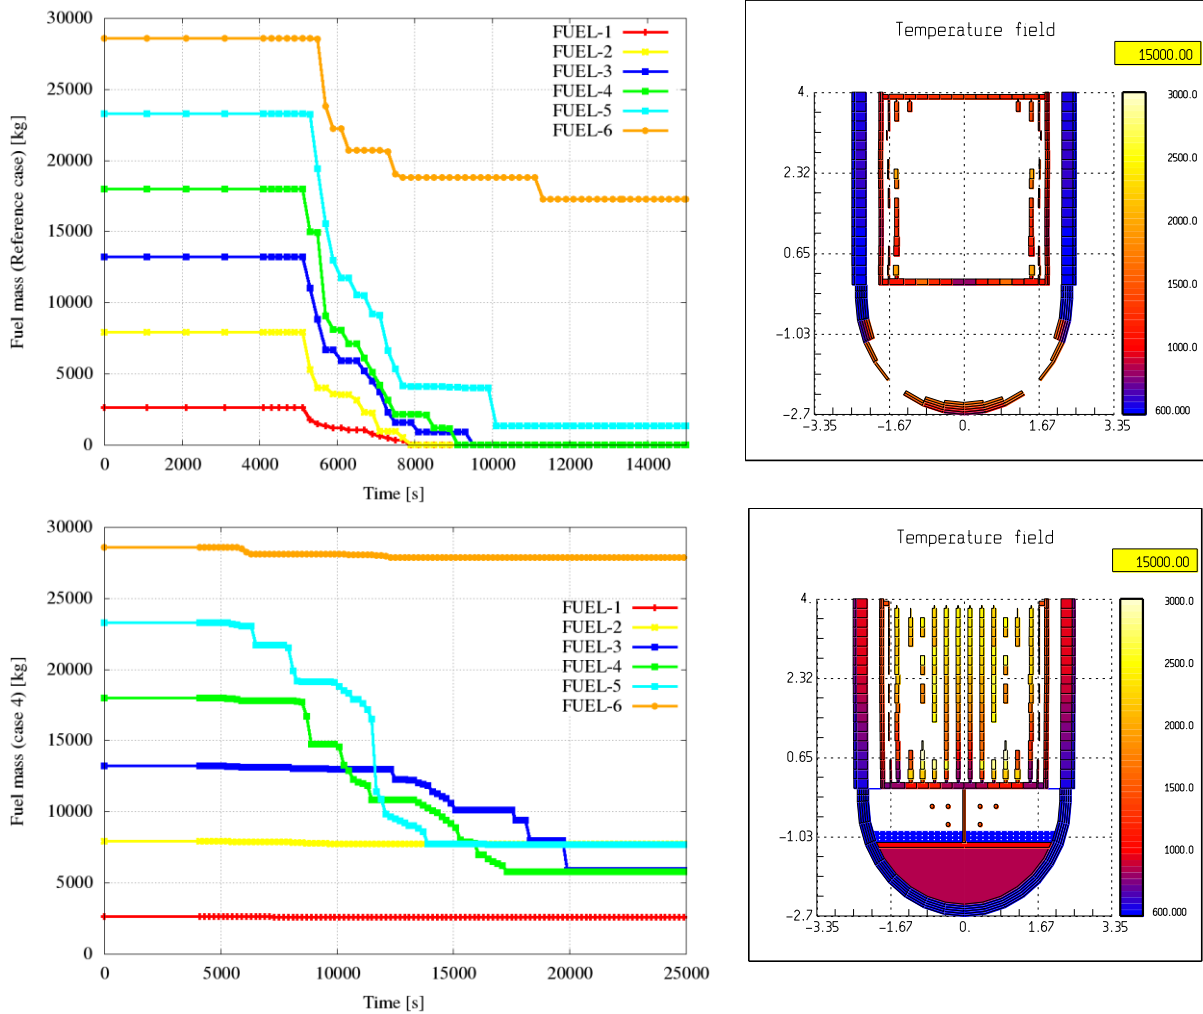 30000
25000
20000
15000
10000
5000
0
Fuel mass (Reference case) [kg]
FUEL-1
FUEL-2
FUEL-3
FUEL-4
FUEL-5
FUEL-6
0 2000 4000 6000 8000 10000 12000 14000
Time [s]
Temperature field
15000.00
4.
2.32
0.65
-1.03
-2.7
-3.35 -1.67 0. 1.67 3.35
3000.0
2500.0
2000.0
1500.0
1000.0
600.000
30000
25000
20000
15000
10000
5000
0
Fuel mass (case 4) [kg]
FUEL-1
FUEL-2
FUEL-3
FUEL-4
FUEL-5
FUEL-6
0 5000 10000 15000 20000 25000
Time [s]
Temperature field
15000.00
4.
2.32
0.65
-1.03
-2.7
-3.35 -1.67 0. 1.67 3.35
3000.0
2500.0
2000.0
1500.0
1000.0
600.000